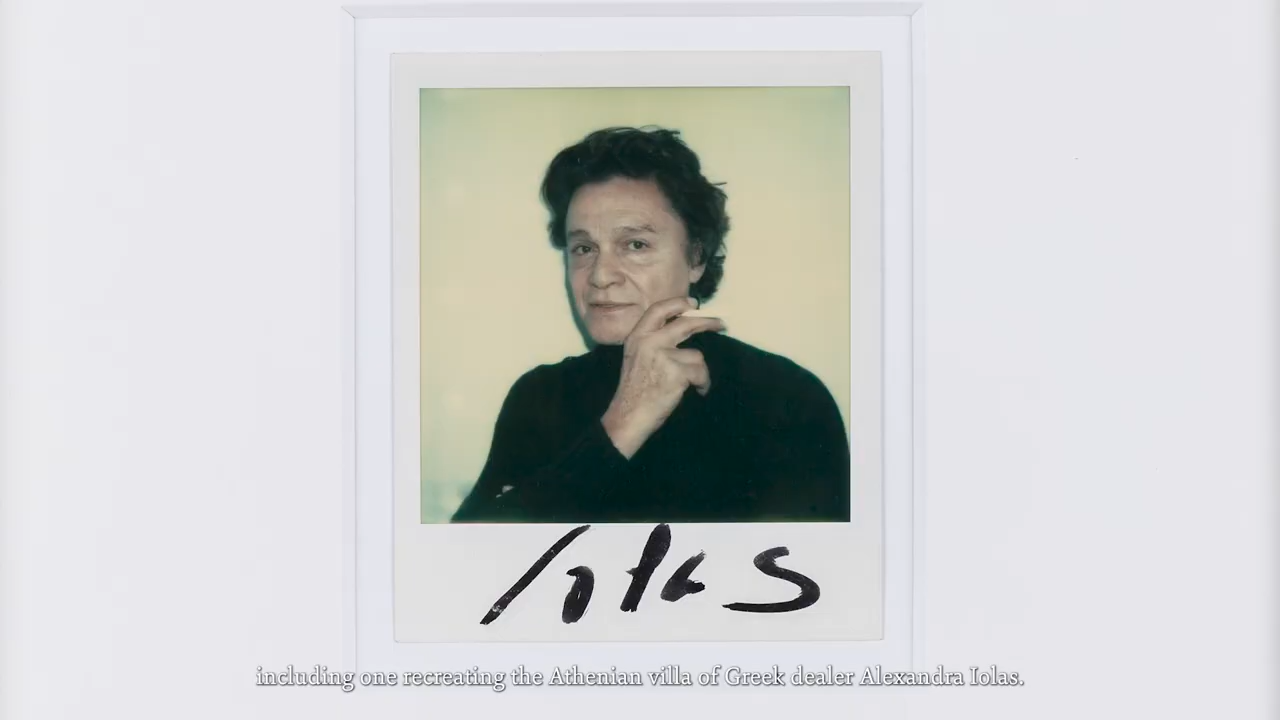 Iolas
including one recreating the Athenian villa of Greek dealer Alexandra Iolas.